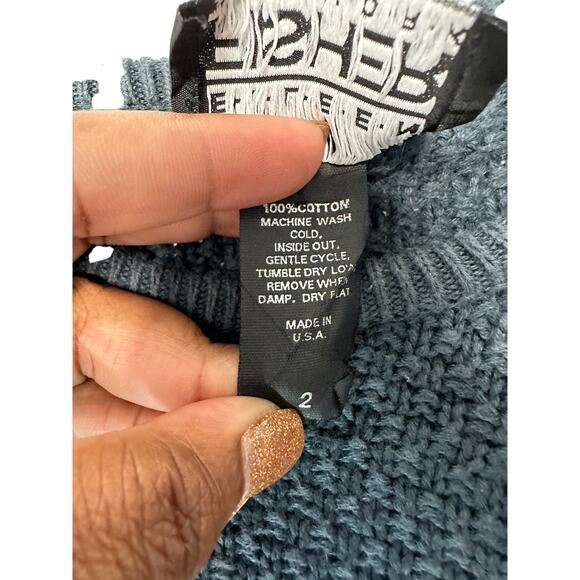 100%COTTON
MACHINE WASH
COLD,
INSIDE OUT,
GENTLE CYCLE,
TUMBLE DRY LOW
REMOVE WHEN
DAMP. DRY FLAT
MADE IN
U.S.A.
2